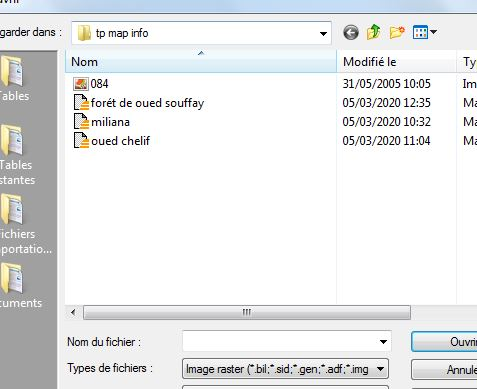 garder dans : tp map info
Nom Modifié le Ty
084 31/05/2005 10:05 Im
forét de oued souffay 05/03/2020 12:35 Ma
miliana 05/03/2020 10:32 Ma
oued chelif 05/03/2020 11:04 Ma
Tables
Tables
stantes
ichiers
portatio...
cuments
Nom du fichier : Ouvri
Types de fichiers : Image raster (*.bil;*.sid;*.gen;*.adf;*.img Annule